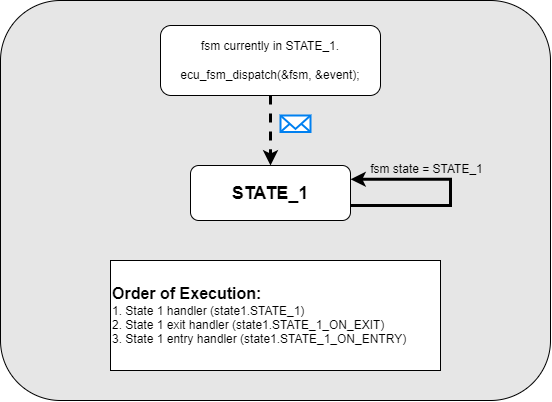 fsm currently in STATE_1.
ecu_fsm_dispatch(&fsm, &event);
fsm state = STATE_1
STATE_1
Order of Execution:
1. State 1 handler (state1.STATE_1)
2. State 1 exit handler (state1.STATE_1_ON_EXIT)
3. State 1 entry handler (state1.STATE_1_ON_ENTRY)